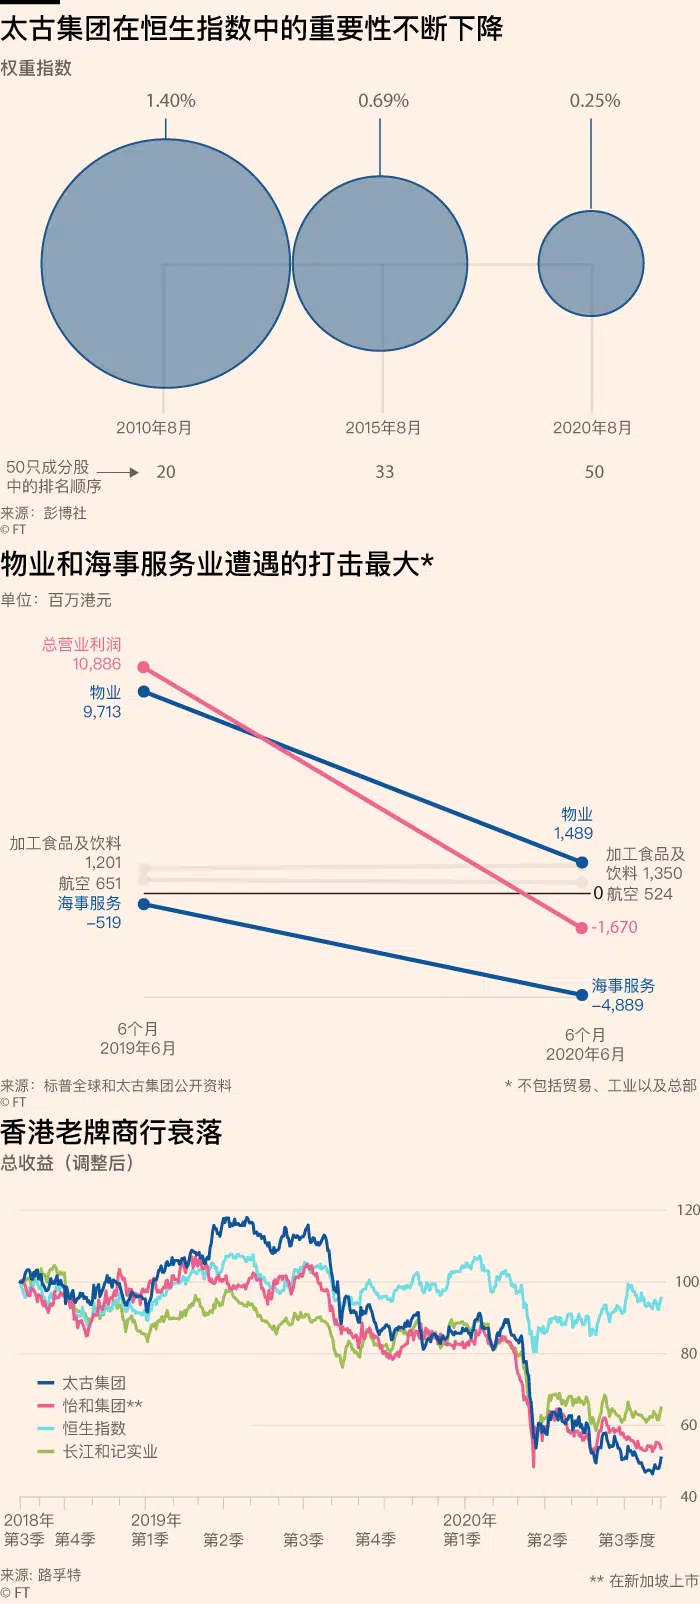 太古集团在恒生指数中的重要性不断下降
权重指数
1.40%
0.69%
0.25%
2010年8月
2015年8月
2020年8月
50只成分股
中的排名顺序
20
33
50
来源：彭博社
© FT
物业和海事服务业遭遇的打击最大*
单位：百万港元
总营业利润
10,886
物业
9,713
物业
1,489
加工食品及饮料
1,201
加工食品及
饮料 1,350
航空 651
0 航空 524
海事服务
–519
-1,670
海事服务
–4,889
6个月
2019年6月
6个月
2020年6月
来源：标普全球和太古集团公开资料
* 不包括贸易、工业以及总部
© FT
香港老牌商行衰落
总收益（调整后）
120
100
80
60
40
太古集团
怡和集团**
恒生指数
长江和记实业
2018年
2019年
2020年
第3季
第4季
第1季
第2季
第3季
第4季
第1季
第2季
第3季度
来源: 路孚特
** 在新加坡上市
© FT